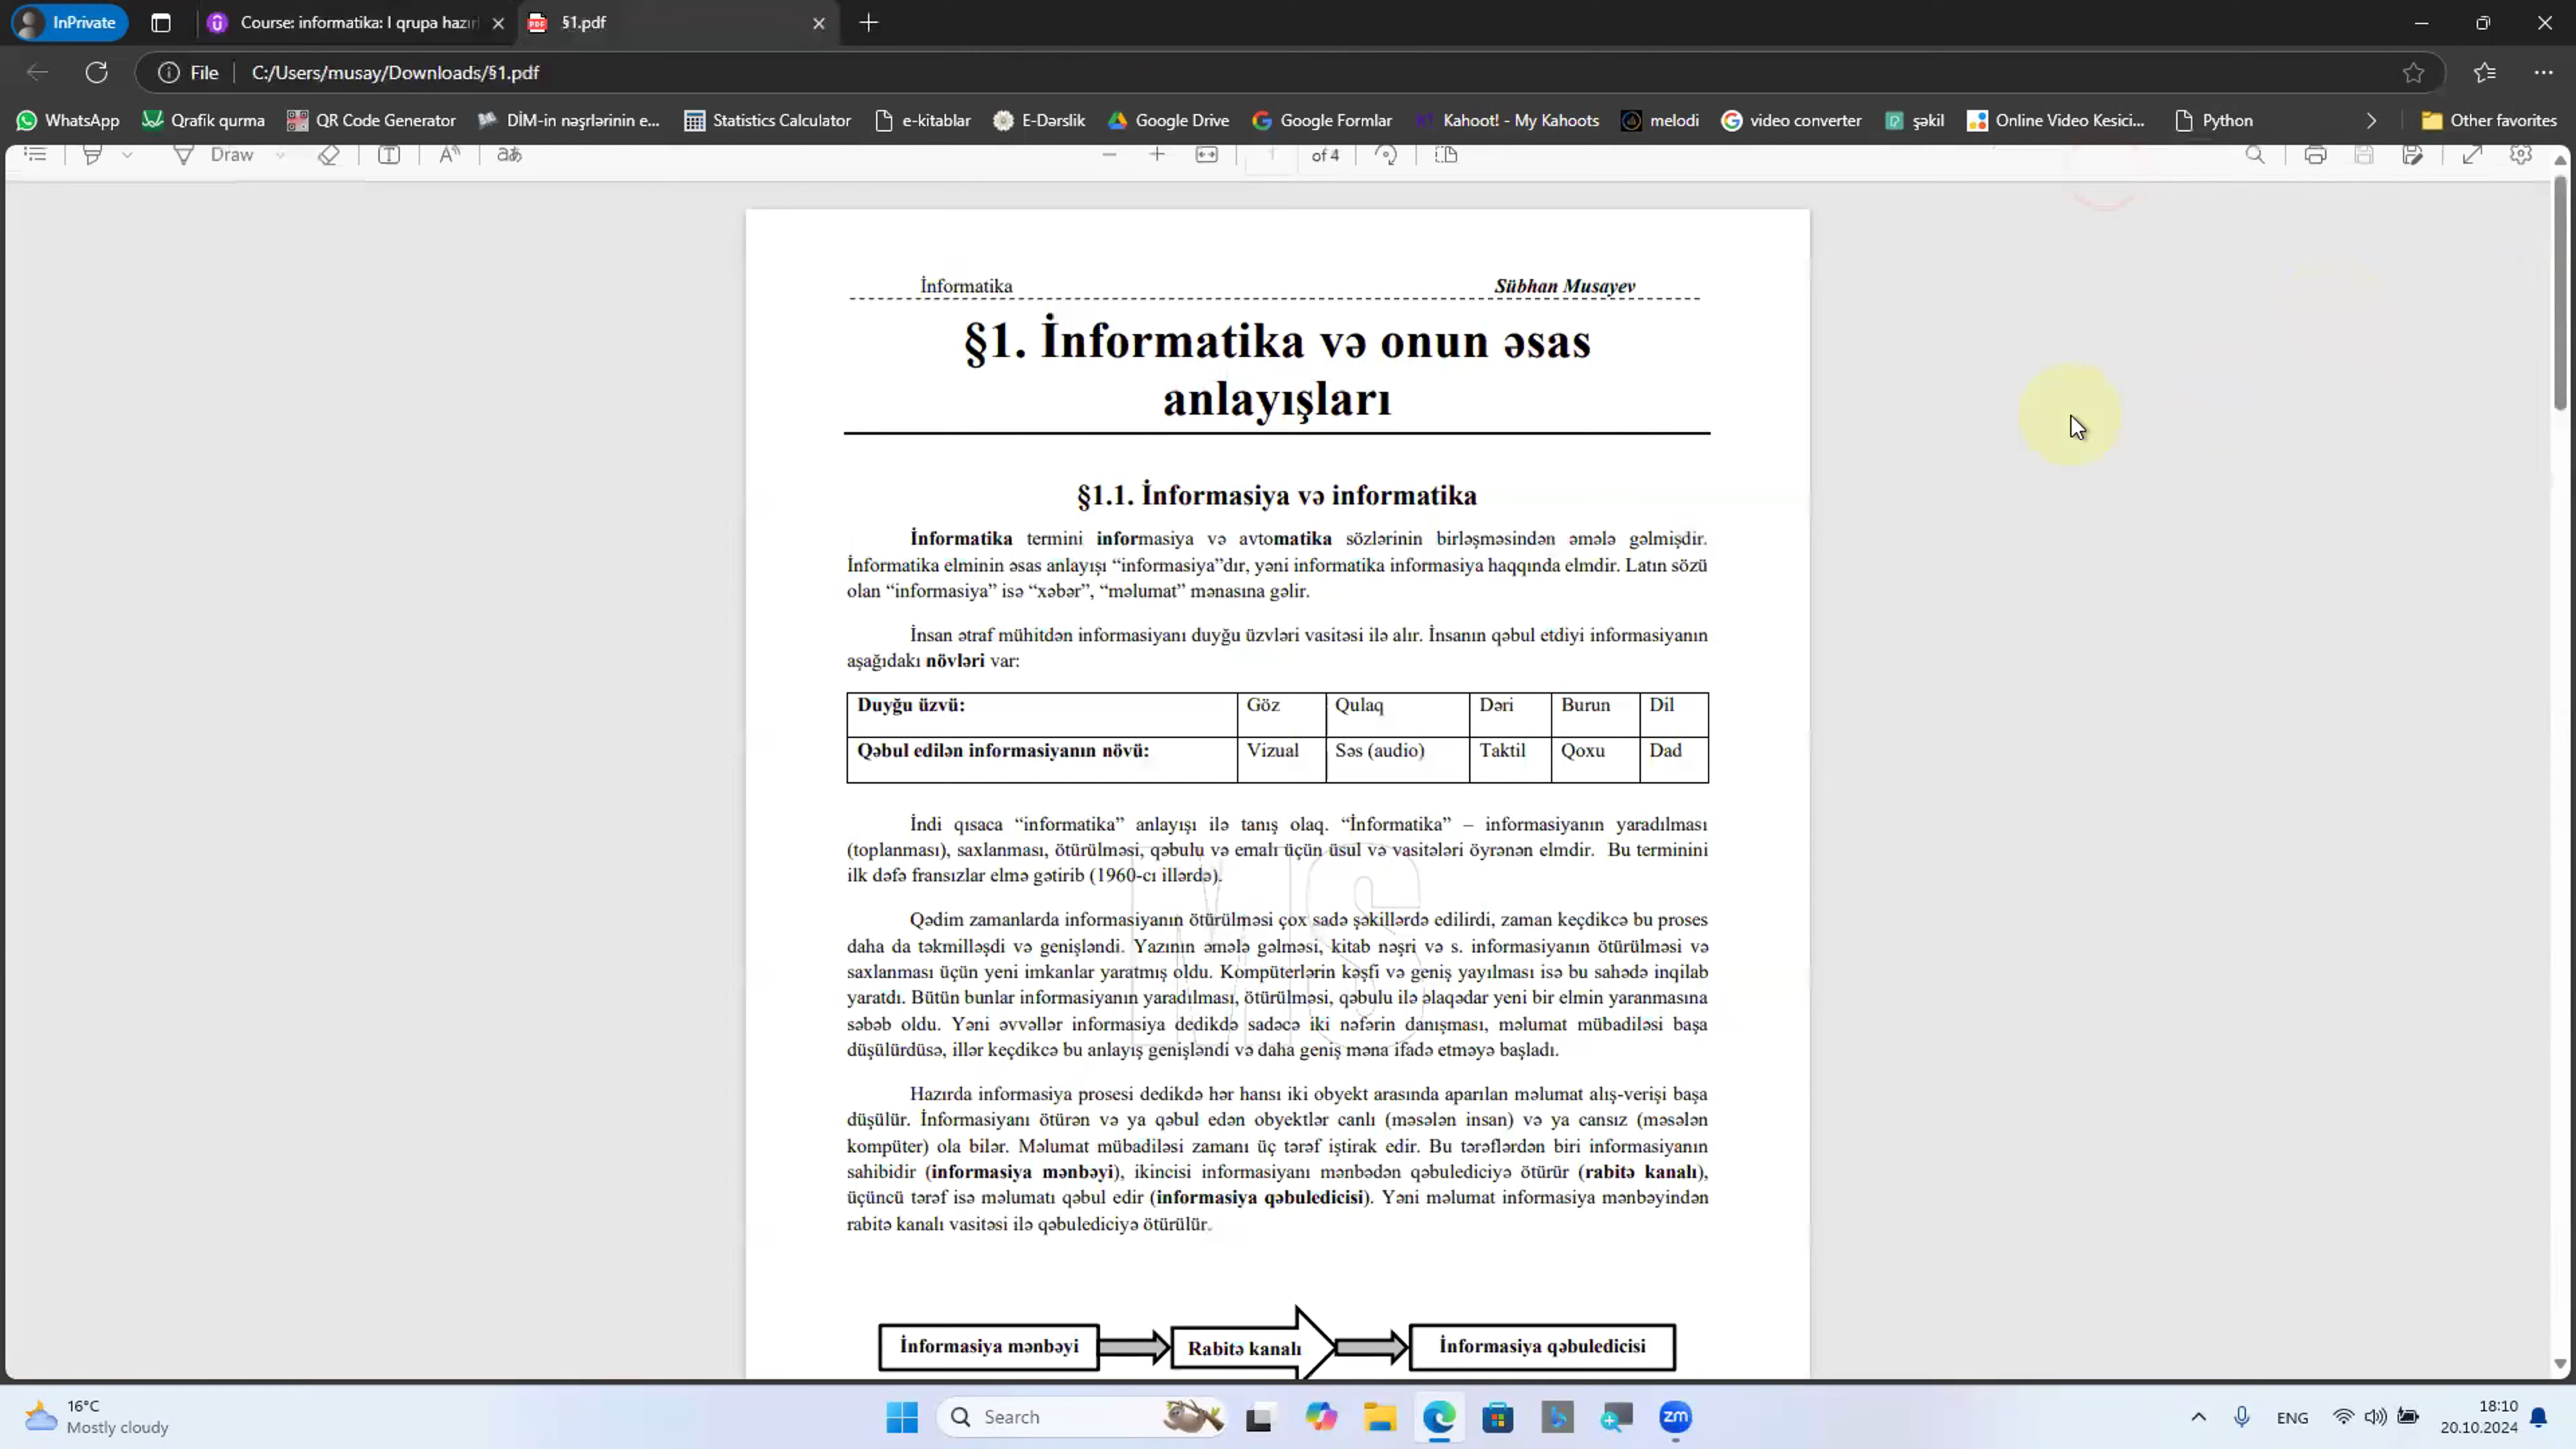 InPrivate
Course: informatika: I qrupa hazırl
§1.pdf
File
C:/Users/musay/Downloads/§1.pdf
WhatsApp
Qrafik qurma
QR Code Generator
DİM-in nəşrlərinin e...
Statistics Calculator
e-kitablar
E-Dərslik
Google Drive
Google Formlar
Kahoot! - My Kahoots
melodi
video converter
şəkil
Online Video Kesici...
Python
Other favorites
Draw
1 of 4
İnformatika
Sübhan Musayev
§1. İnformatika və onun əsas
anlayışları
§1.1. İnformasiya və informatika
İnformatika termini informasiya və avtomatika sözlərinin birləşməsindən əmələ gəlmişdir.
İnformatika elminin əsas anlayışı “informasiya”dır, yəni informatika informasiya haqqında elmdir. Latın sözü
olan “informasiya” isə “xəbər”, “məlumat” mənasına gəlir.
İnsan ətraf mühitdən informasiyanı duyğu üzvləri vasitəsi ilə alır. İnsanın qəbul etdiyi informasiyanın
aşağıdakı növləri var:
Duyğu üzvü: Göz Qulaq Dəri Burun Dil
Qəbul edilən informasiyanın növü: Vizual Səs (audio) Taktil Qoxu Dad
İndi qısaca “informatika” anlayışı ilə tanış olaq. “İnformatika” – informasiyanın yaradılması
(toplanması), saxlanması, ötürülməsi, qəbulu və emalı üçün üsul və vasitələri öyrənən elmdir. Bu terminini
ilk dəfə fransızlar elmə gətirib (1960-cı illərdə).
Qədim zamanlarda informasiyanın ötürülməsi çox sadə şəkillərdə edilirdi, zaman keçdikcə bu proses
daha da təkmilləşdi və genişləndi. Yazının əmələ gəlməsi, kitab nəşri və s. informasiyanın ötürülməsi və
saxlanması üçün yeni imkanlar yaratmış oldu. Kompüterlərin kəşfi və geniş yayılması isə bu sahədə inqilab
yaratdı. Bütün bunlar informasiyanın yaradılması, ötürülməsi, qəbulu ilə əlaqədar yeni bir elmin yaranmasına
səbəb oldu. Yəni əvvəllər informasiya dedikdə sadəcə iki nəfərin danışması, məlumat mübadiləsi başa
düşülürdüsə, illər keçdikcə bu anlayış genişləndi və daha geniş məna ifadə etməyə başladı.
MS
Hazırda informasiya prosesi dedikdə hər hansı iki obyekt arasında aparılan məlumat alış-verişi başa
düşülür. İnformasiyanı ötürən və ya qəbul edən obyektlər canlı (məsələn insan) və ya cansız (məsələn
kompüter) ola bilər. Məlumat mübadiləsi zamanı üç tərəf iştirak edir. Bu tərəflərdən biri informasiyanın
sahibidir (informasiya mənbəyi), ikincisi informasiyanı mənbədən qəbulediciyə ötürür (rabitə kanalı),
üçüncü tərəf isə məlumatı qəbul edir (informasiya qəbuledicisi). Yəni məlumat informasiya mənbəyindən
rabitə kanalı vasitəsi ilə qəbulediciyə ötürülür.
İnformasiya mənbəyi
Rabitə kanalı
İnformasiya qəbuledicisi
16°C
Mostly cloudy
Search
zm
ENG
18:10
20.10.2024